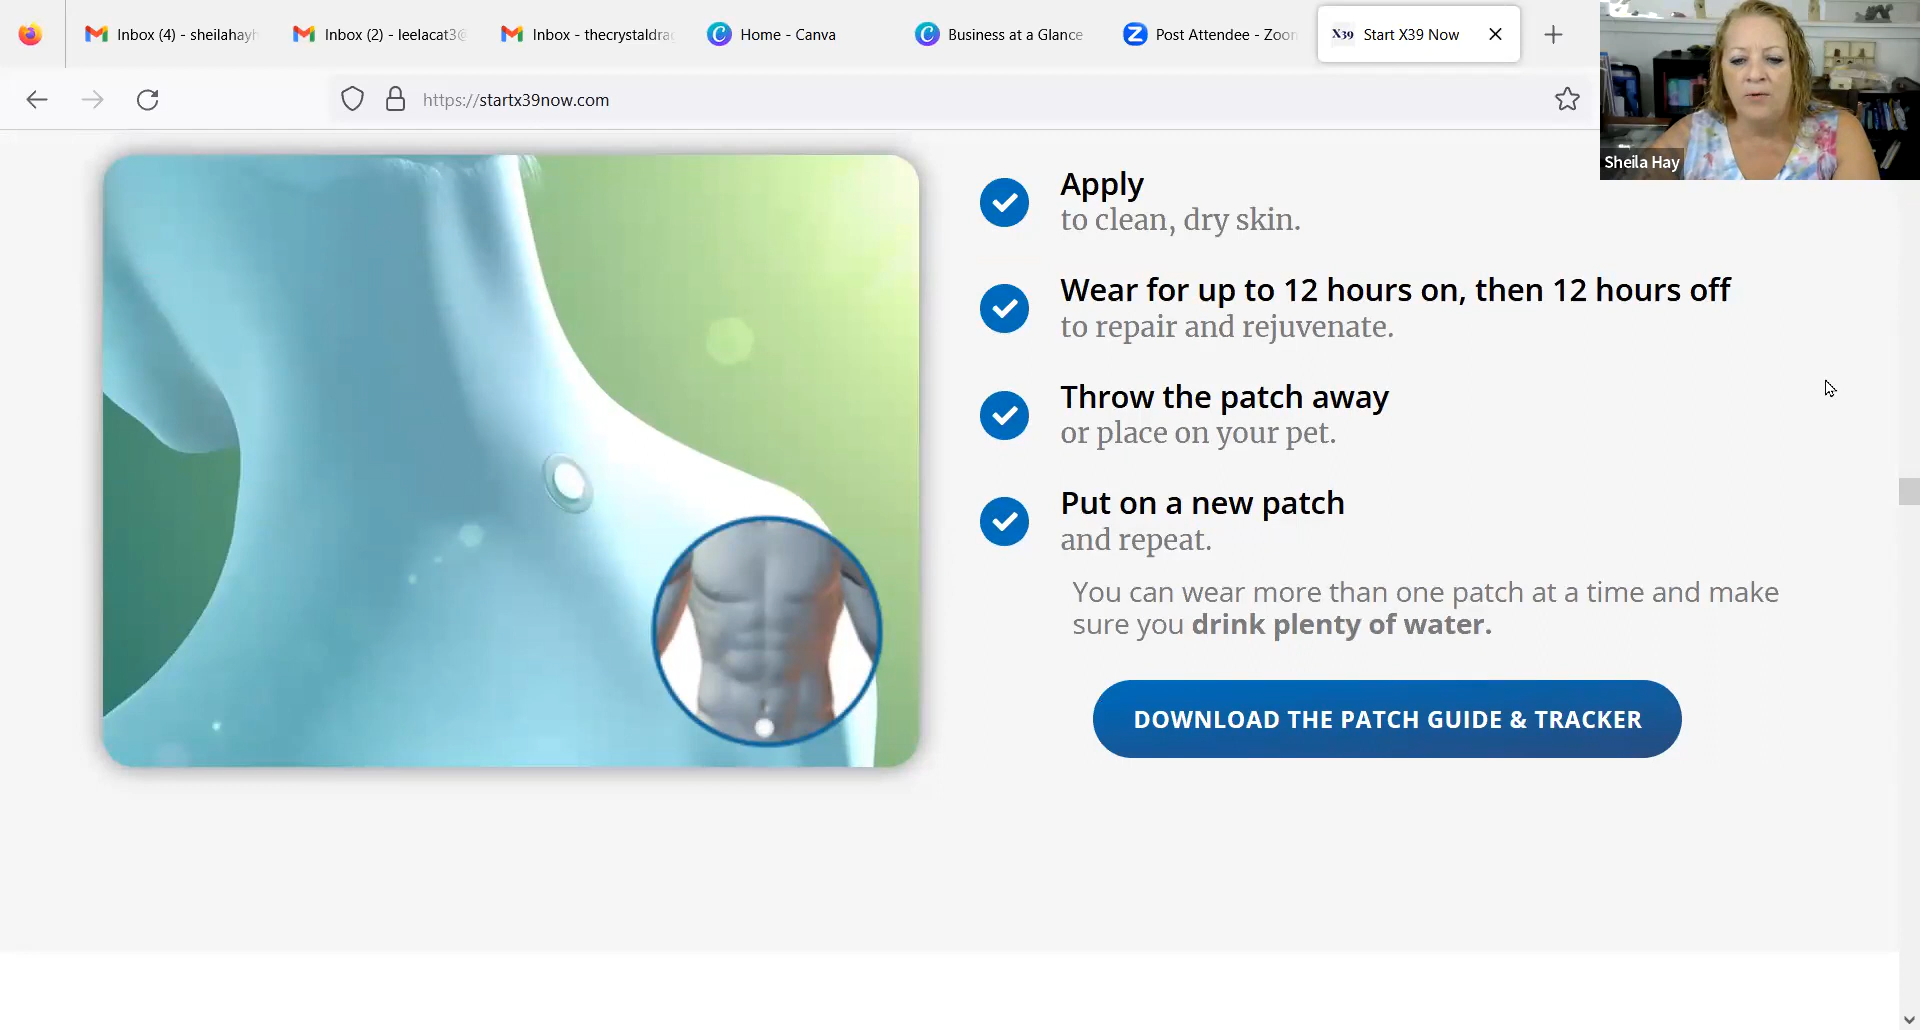 Inbox (4) - sheilahayh
Inbox (2) - leelacat3@
Inbox - thecrystaldra
Home - Canva
Business at a Glance
Post Attendee - Zoon
X39 Start X39 Now
https://startx39now.com
Sheila Hay
Apply
to clean, dry skin.
Wear for up to 12 hours on, then 12 hours off
to repair and rejuvenate.
Throw the patch away
or place on your pet.
Put on a new patch
and repeat.
You can wear more than one patch at a time and make
sure you drink plenty of water.
DOWNLOAD THE PATCH GUIDE & TRACKER